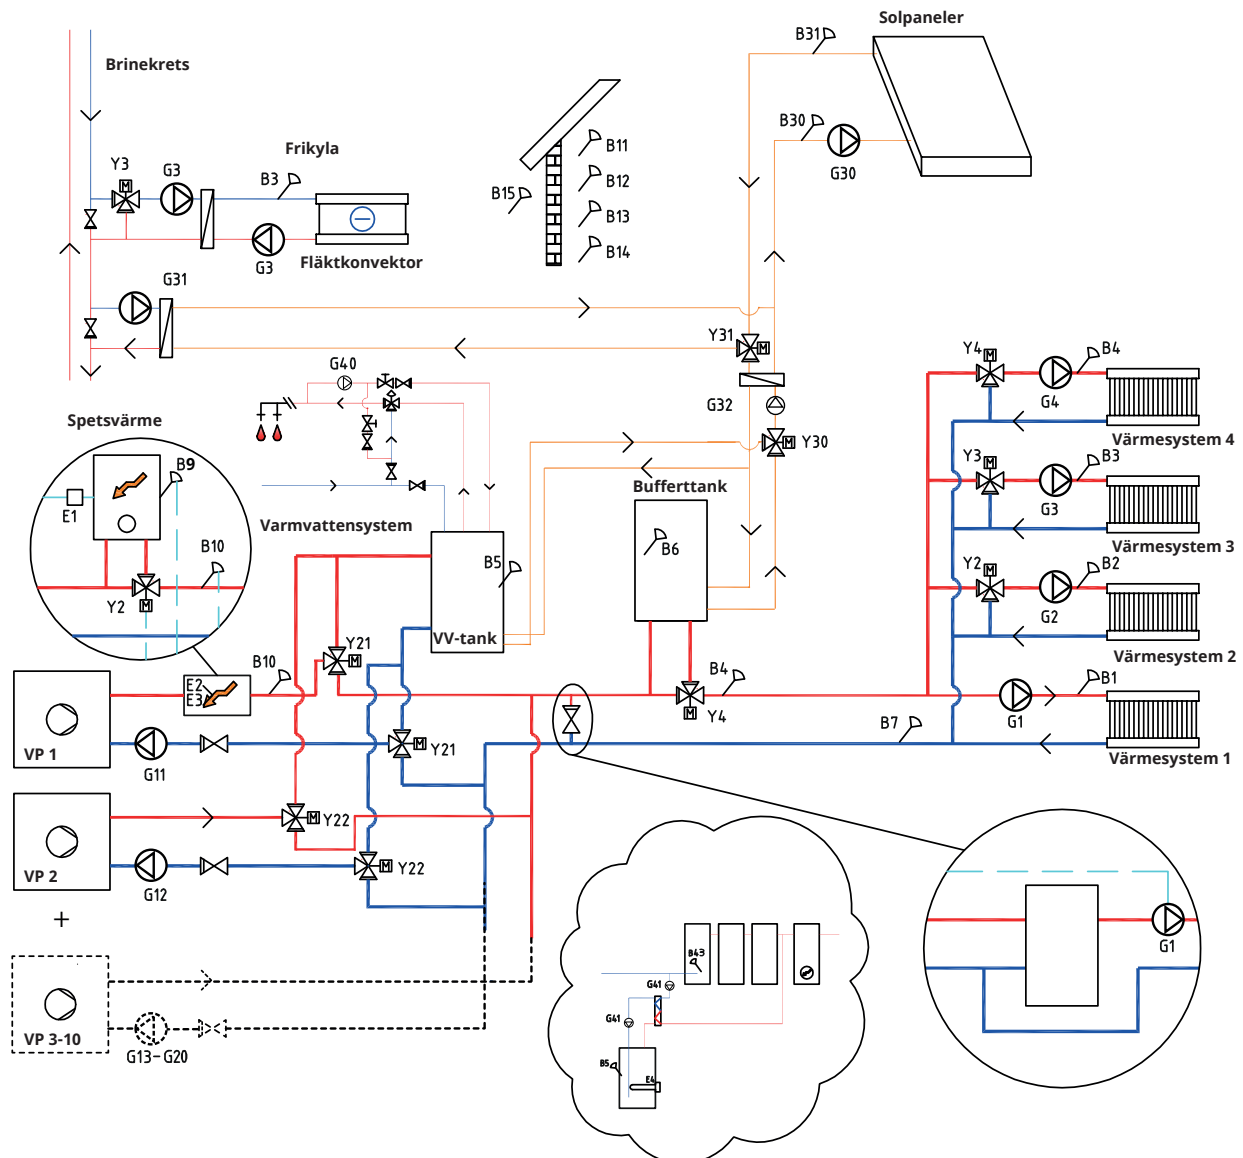 Solpaneler
B31
Brinekrets
B30
G30
Frikyla
B11
Y3
G3
B3
B12
B15
B13
B14
G3
Fläktkonvektor
G31
Y31
Y4
B4
G40
G32
G4
Spetsvärme
Y30
Värmesystem 4
B9
Y3
B3
E1
Bufferttank
G3
Varmvattensystem
B10
B5
B6
Värmesystem 3
Y2
B2
Y2
G2
VV-tank
Y21
Värmesystem 2
B10
E2
E3
B4
B1
Y4
G1
B7
VP 1
G11
Y21
Värmesystem 1
Y22
VP 2
G12
Y22
+
B43
G1
G41
VP 3-10
G41
G13-G20
B5
E4